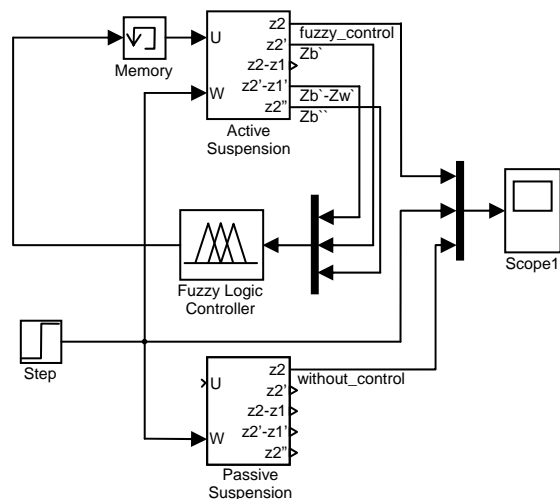 z2
fuzzy_control
U
z2'
Zb`
Memory
z2-z1
z2'-z1'
Zb`-Zw`
W
z2"
Zb``
Active
Suspension
Scope1
Fuzzy Logic
Controller
Step
z2
without_control
U
z2'
z2-z1
z2'-z1'
W
z2"
Passive
Suspension